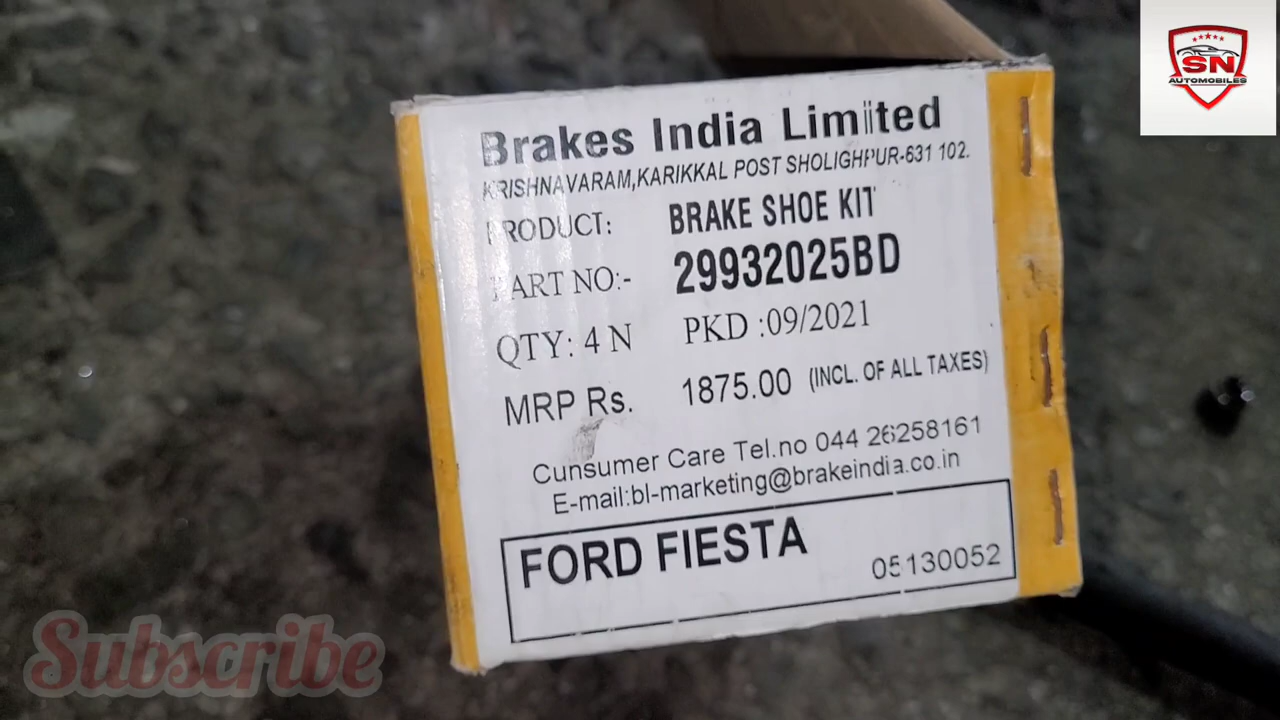 SN
AUTOMOBILES
Brakes India Limiited
KRISHNAVARAM,KARIKKAL POST SHOLIGHPUR-631 102.
PRODUCT: BRAKE SHOE KIT
PART NO:- 29932025BD
QTY: 4 N PKD :09/2021
MRP Rs. 1875.00 (INCL. OF ALL TAXES)
Cunsumer Care Tel.no 044 26258161
E-mail:bl-marketing@brakeindia.co.in
FORD FIESTA
05130052
Subscribe